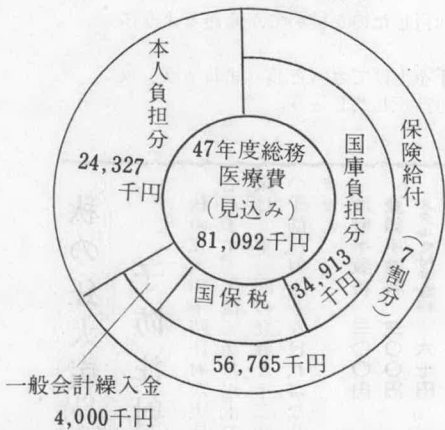 本人負担分
24,327
千円
47年度総務
医療費
(見込み)
81,092千円
国庫負担分
34,913
千円
保険給付(7割分)
国保税
56,765千円
一般会計繰入金
4,000千円